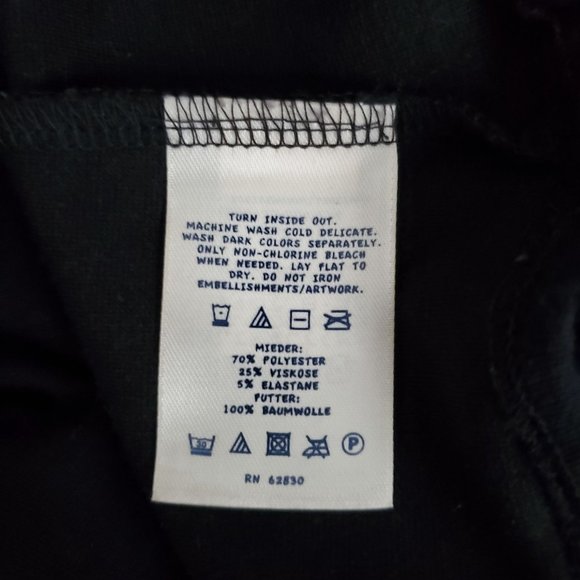 TURN INSIDE OUT.
MACHINE WASH COLD DELICATE.
WASH DARK COLORS SEPARATELY.
ONLY NON-CHLORINE BLEACH
WHEN NEEDED. LAY FLAT TO
DRY. DO NOT IRON
EMBELLISHMENTS/ARTWORK.
MIEDER:
70% POLYESTER
25% VISKOSE
5% ELASTANE
FUTTER:
100% BAUMWOLLE
30 P
RN 62830